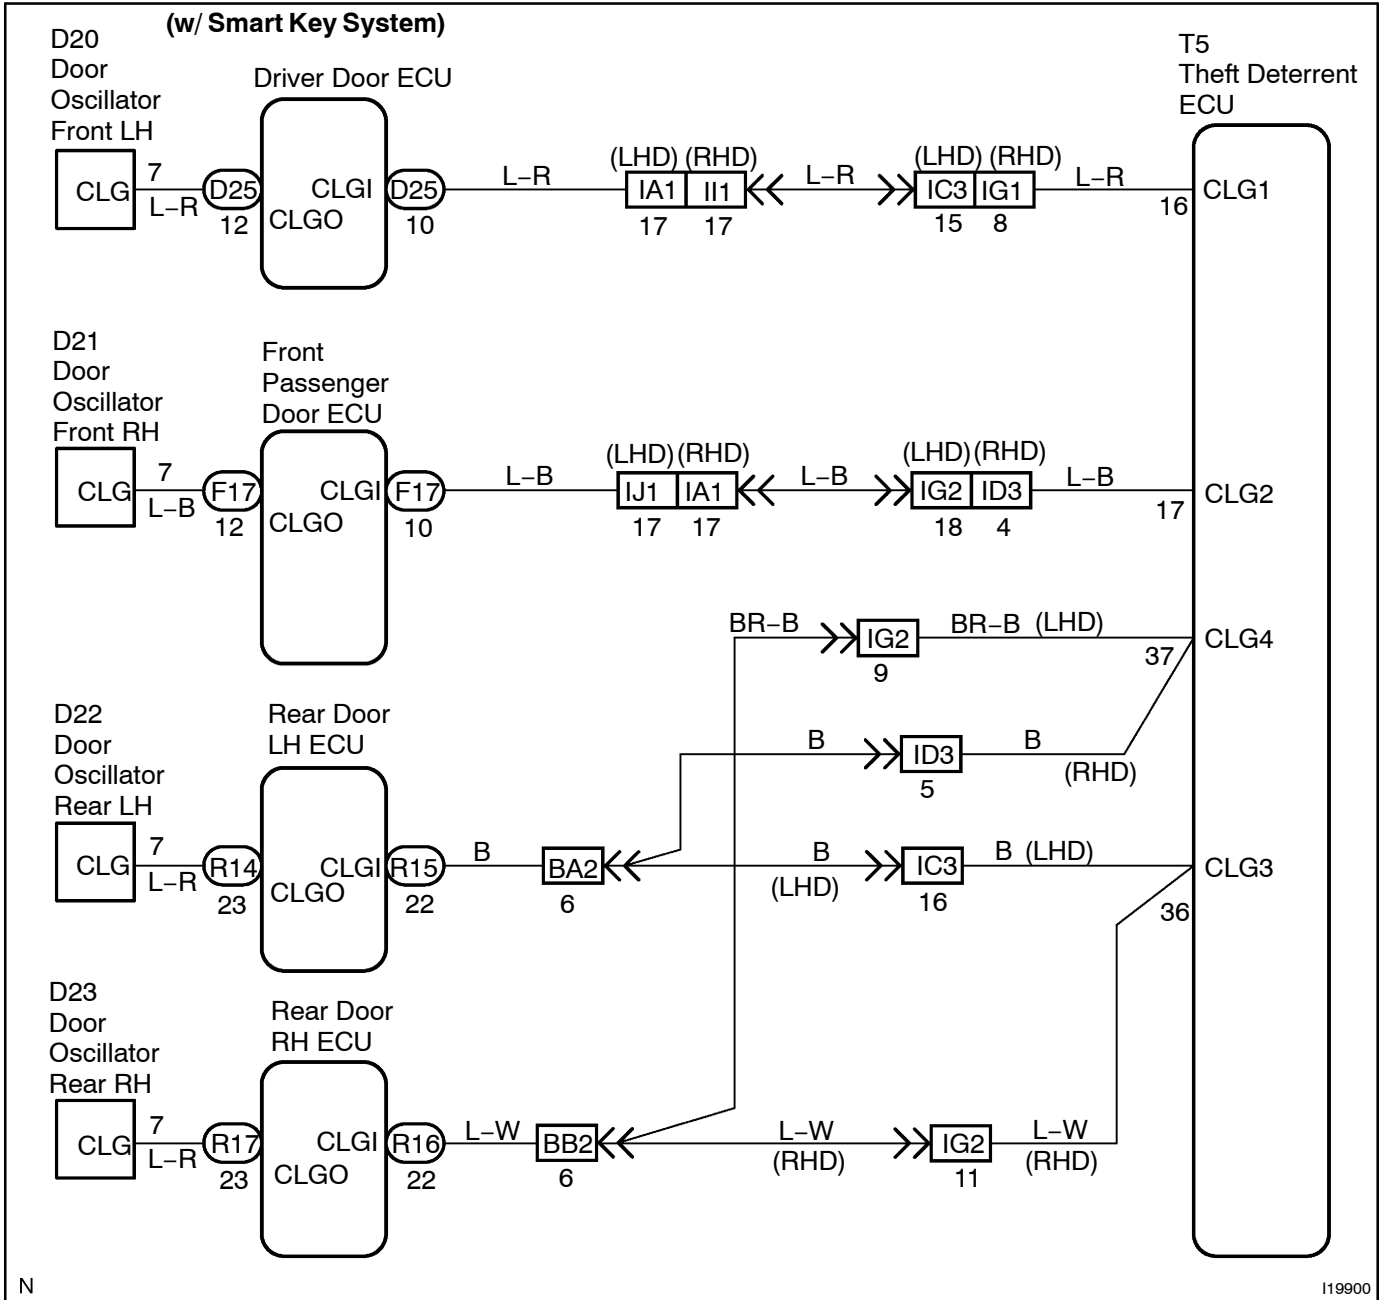 (w/ Smart Key System)
D20
Door
Oscillator
Front LH
Driver Door ECU
T5
Theft Deterrent
ECU
CLG
7
L–R
D25
12
CLGI
CLGO
D25
10
L–R
(LHD) (RHD)
IA1 II1
17 17
L–R
(LHD) (RHD)
IC3 IG1
15 8
L–R
16
CLG1
D21
Door
Oscillator
Front RH
Front
Passenger
Door ECU
CLG
7
L–B
F17
12
CLGI
CLGO
F17
10
L–B
(LHD) (RHD)
IJ1 IA1
17 17
L–B
(LHD) (RHD)
IG2 ID3
18 4
L–B
17
CLG2
BR–B
IG2
9
BR–B (LHD)
37
CLG4
B
ID3
5
B
(RHD)
D22
Door
Oscillator
Rear LH
Rear Door
LH ECU
CLG
7
L–R
R14
23
CLGI
CLGO
R15
22
B
BA2
6
B
(LHD)
IC3
16
B (LHD)
36
CLG3
D23
Door
Oscillator
Rear RH
Rear Door
RH ECU
CLG
7
L–R
R17
23
CLGI
CLGO
R16
22
L–W
BB2
6
L–W
(RHD)
IG2
11
L–W
(RHD)
N
I19900